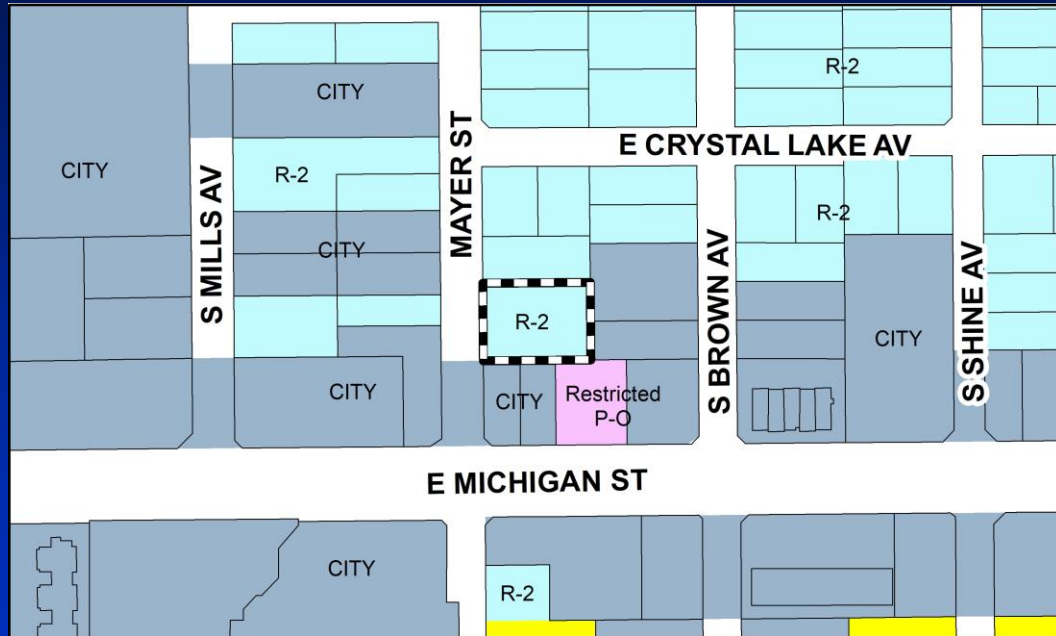 CITY
R-2
E CRYSTAL LAKE AV
CITY
R-2
MAYER ST
S MILLS AV
R-2
CITY
S BROWN AV
S SHINE AV
R-2
CITY
CITY
CITY
Restricted
P-O
E MICHIGAN ST
CITY
R-2